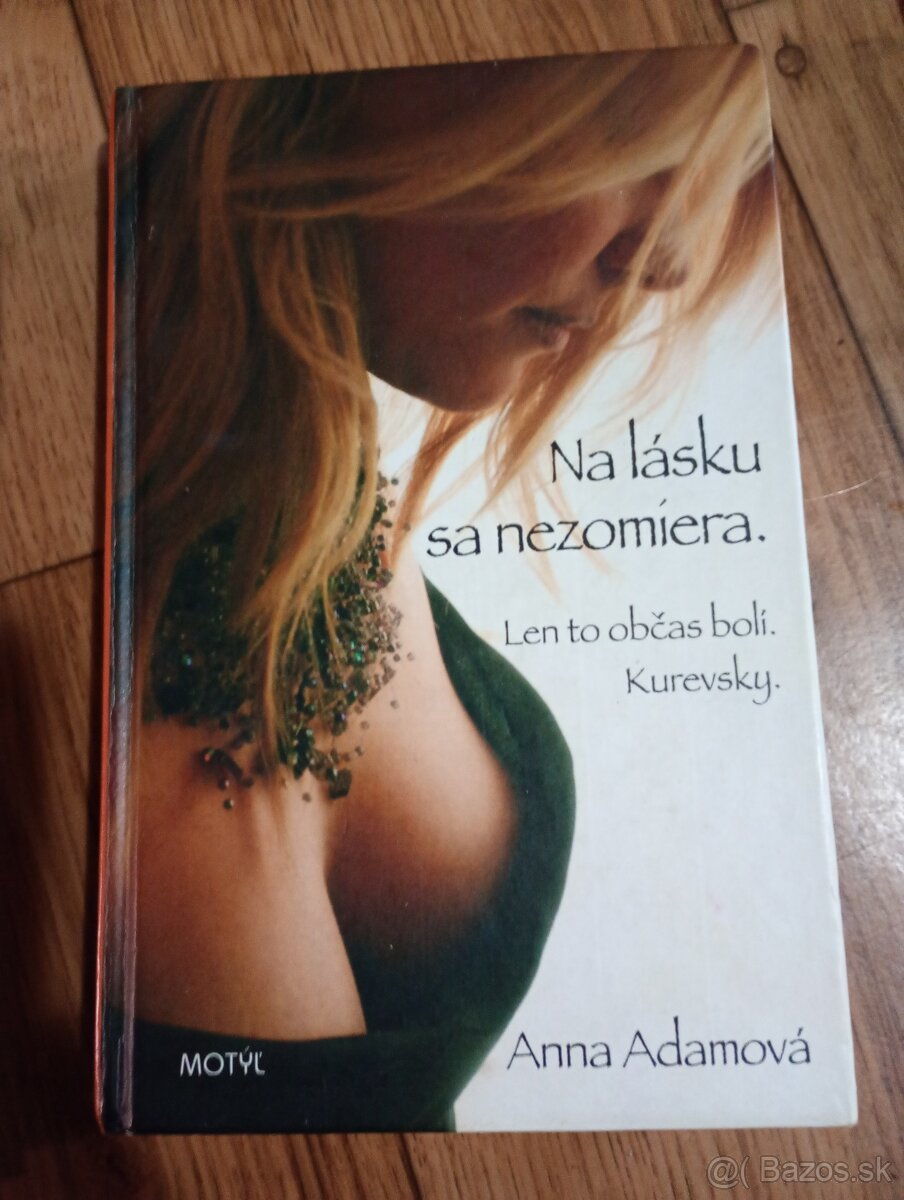 Na lásku
sa nezomiera.
Len to občas bolí.
Kurevsky.
Anna Adamová
MOTÝĽ
@( Bazos.sk